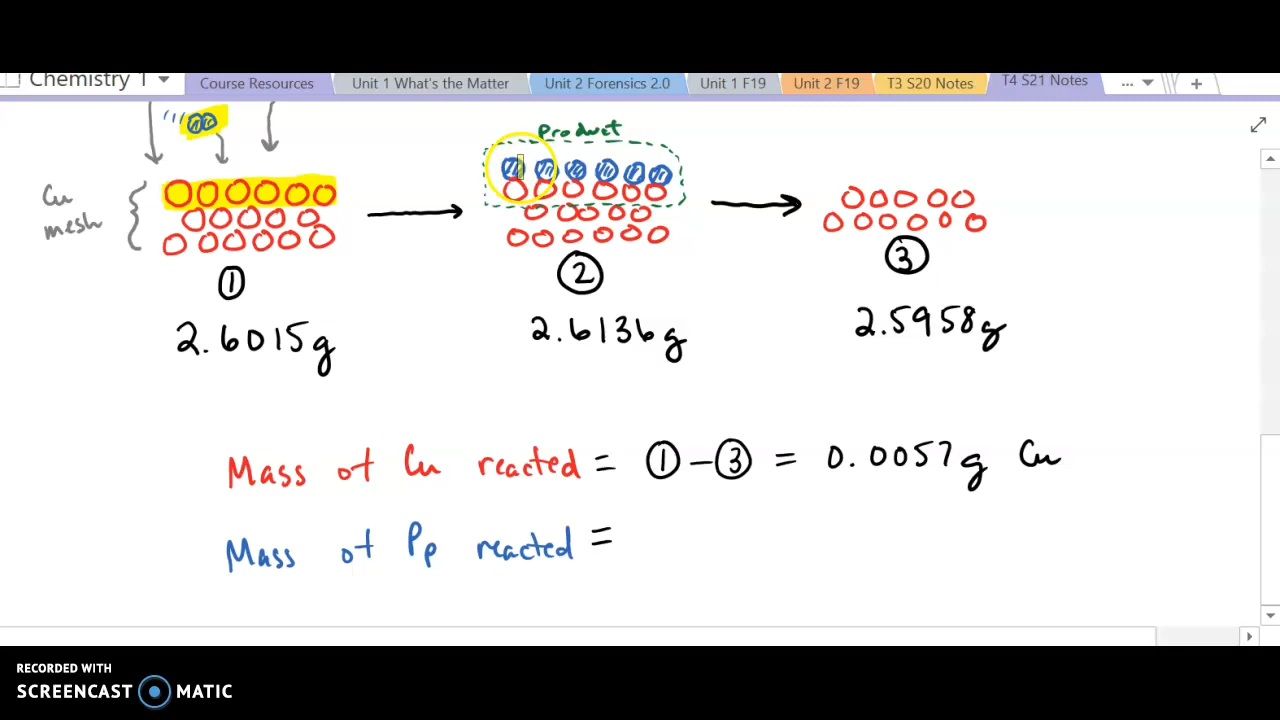 Chemistry 1
Course Resources
Unit 1 What's the Matter
Unit 2 Forensics 2.0
Unit 1 F19
Unit 2 F19
T3 S20 Notes
T4 S21 Notes
...
Product
Cu
mesh
①
②
③
2.6015g
2.6136g
2.5958g
Mass of Cu reacted = ① - ③ = 0.0057g Cu
Mass of Pp reacted =
RECORDED WITH
SCREENCAST MATIC